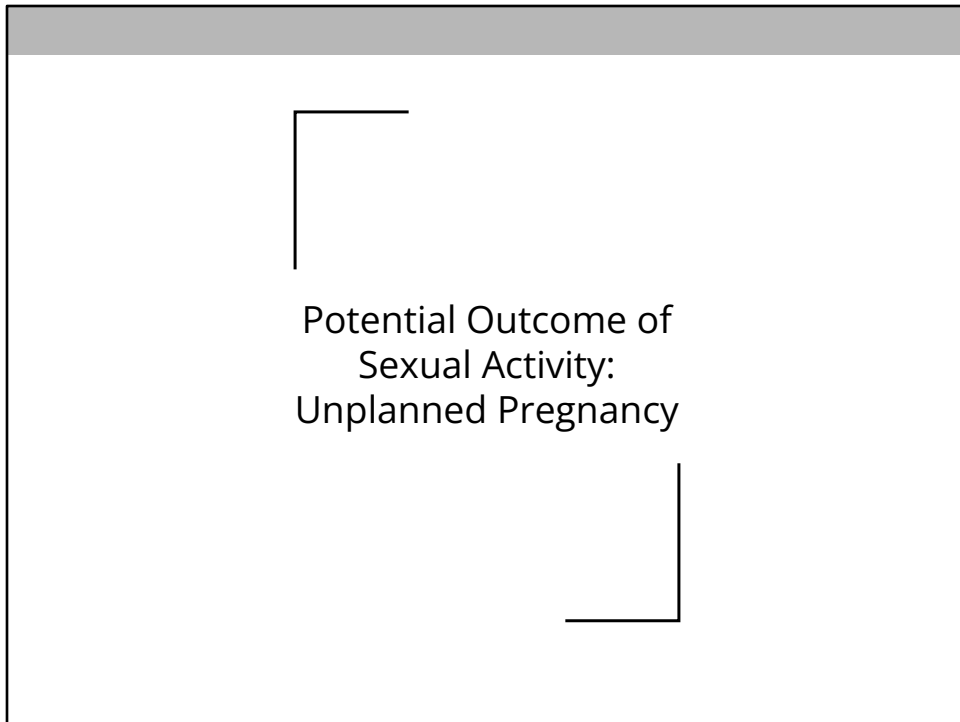 Potential Outcome of
Sexual Activity:
Unplanned Pregnancy